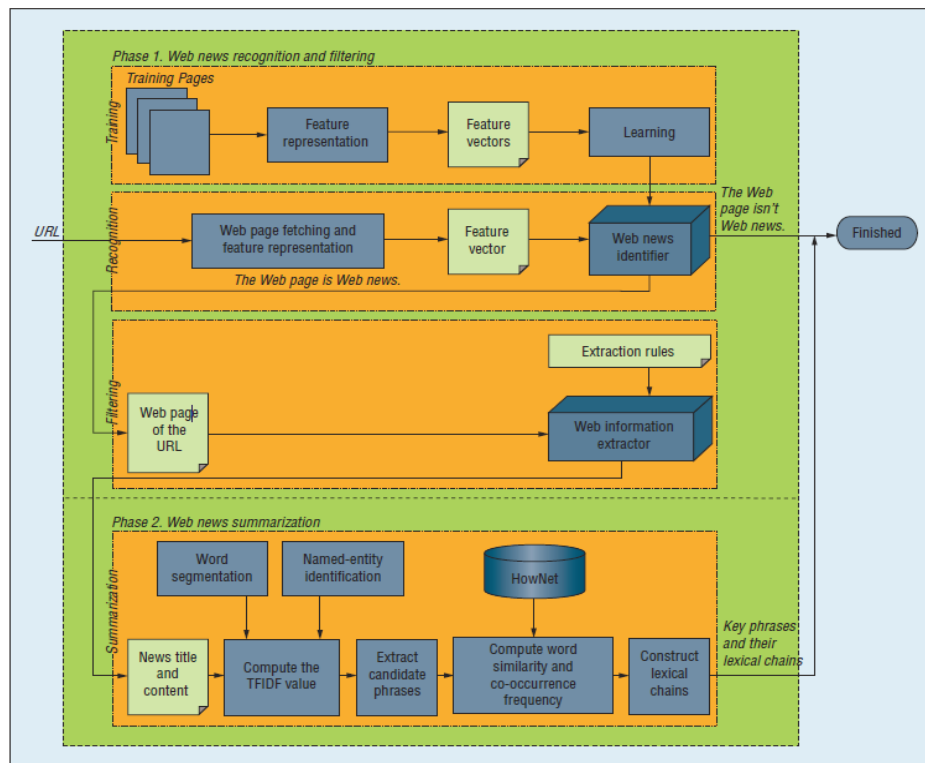 Phase 1. Web news recognition and filtering
Training Pages
Training
Feature
representation
Feature
vectors
Learning
The Web
page isn't
Web news.
URL
Recognition
Web page fetching and
feature representation
Feature
vector
Web news
identifier
Finished
The Web page is Web news.
Filtering
Extraction rules
Web page
of the
URL
Web information
extractor
Phase 2. Web news summarization
Summarization
Word
segmentation
Named-entity
identification
HowNet
News title
and
content
Compute the
TFIDF value
Extract
candidate
phrases
Compute word
similarity and
co-occurrence
frequency
Construct
lexical
chains
Key phrases
and their
lexical chains